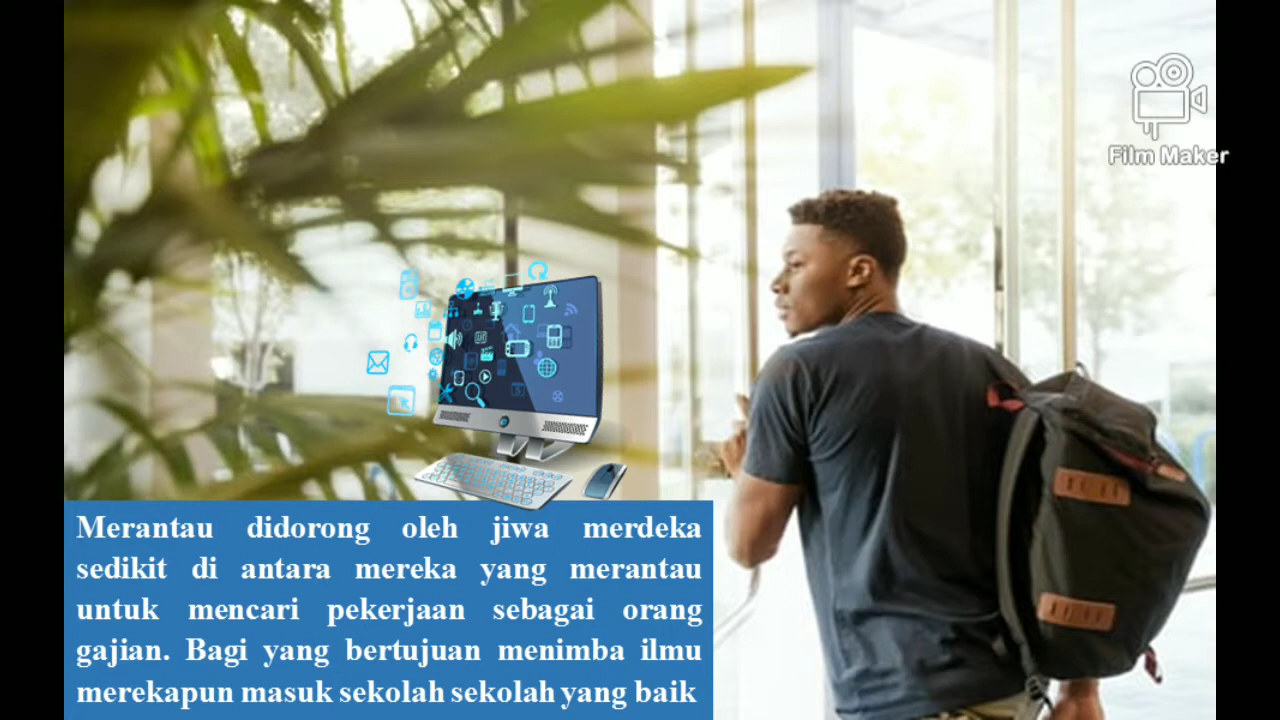 Film Maker
Merantau didorong oleh jiwa merdeka
sedikit di antara mereka yang merantau
untuk mencari pekerjaan sebagai orang
gajian. Bagi yang bertujuan menimba ilmu
merekapun masuk sekolah sekolah yang baik